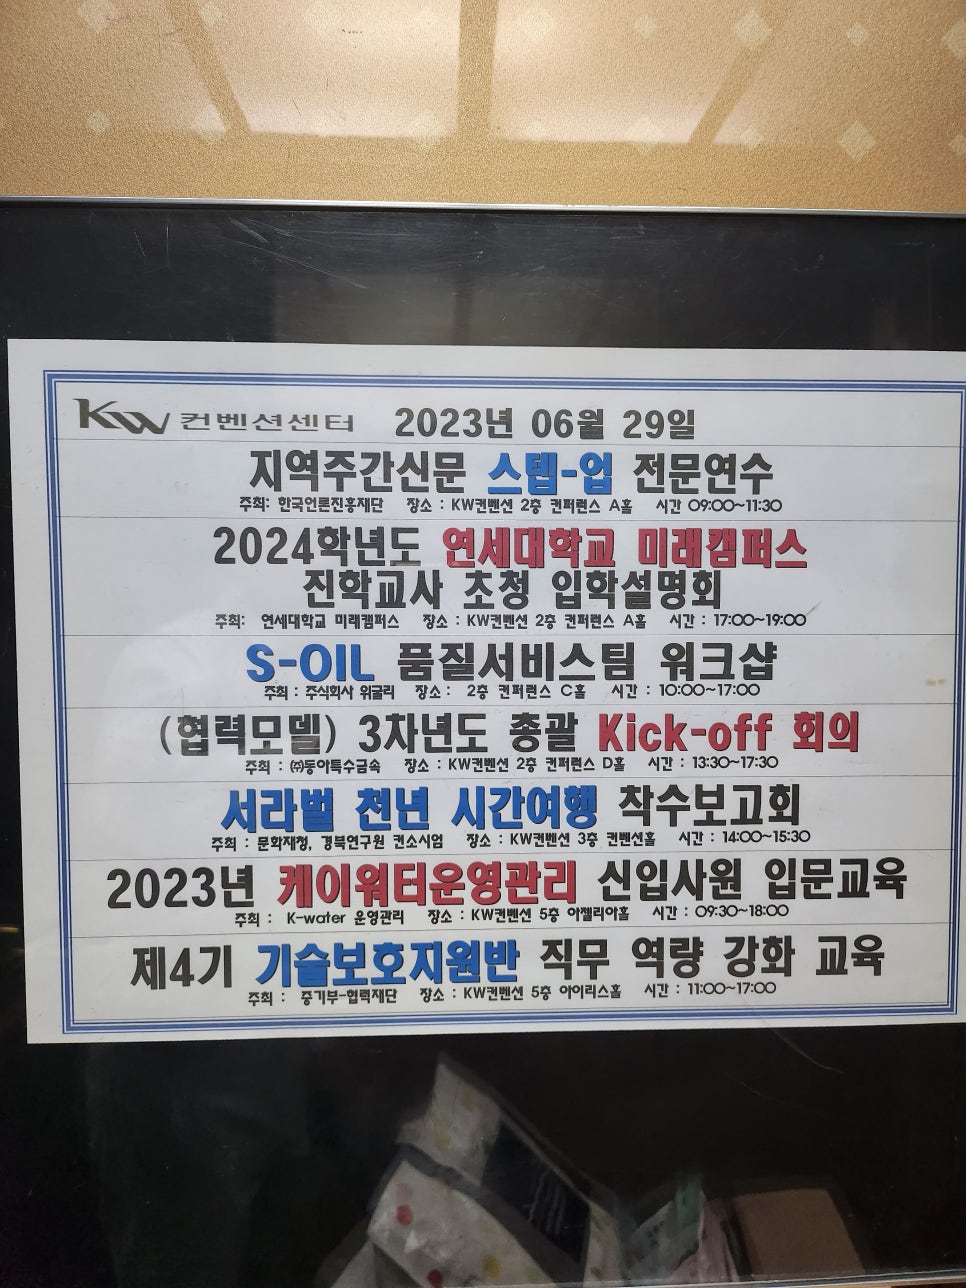 KW 컨벤션센터 2023년 06월 29일
지역주간신문 스텝-업 전문연수
주최: 한국언론진흥재단 장소 : KW컨벤션 2층 컨퍼런스 A홀 시간 09:00~11:30
2024학년도 연세대학교 미래캠퍼스
진학교사 초청 입학설명회
주최: 연세대학교 미래캠퍼스 장소 : KW컨벤션 2층 컨퍼런스 A홀 시간 : 17:00~19:00
S-OIL 품질서비스팀 워크샵
주최 : 주식회사 위굴리 장소 : 2층 컨퍼런스 C홀 시간 : 10:00~17:00
(협력모델) 3차년도 총괄 Kick-off 회의
주최 : ㈜동아특수금속 장소 : KW컨벤션 2층 컨퍼런스 D홀 시간 : 13:30~17:30
서라벌 천년 시간여행 착수보고회
주최 : 문화재청, 경북연구원 컨소시엄 장소 : KW컨벤션 3층 컨벤션홀 시간 : 14:00~15:30
2023년 케이워터운영관리 신입사원 입문교육
주최 : K-water 운영관리 장소 : KW컨벤션 5층 아젤리아홀 시간 : 09:30~18:00
제4기 기술보호지원반 직무 역량 강화 교육
주최 : 중기부-협력재단 장소 : KW컨벤션 5층 아이리스홀 시간 : 11:00~17:00